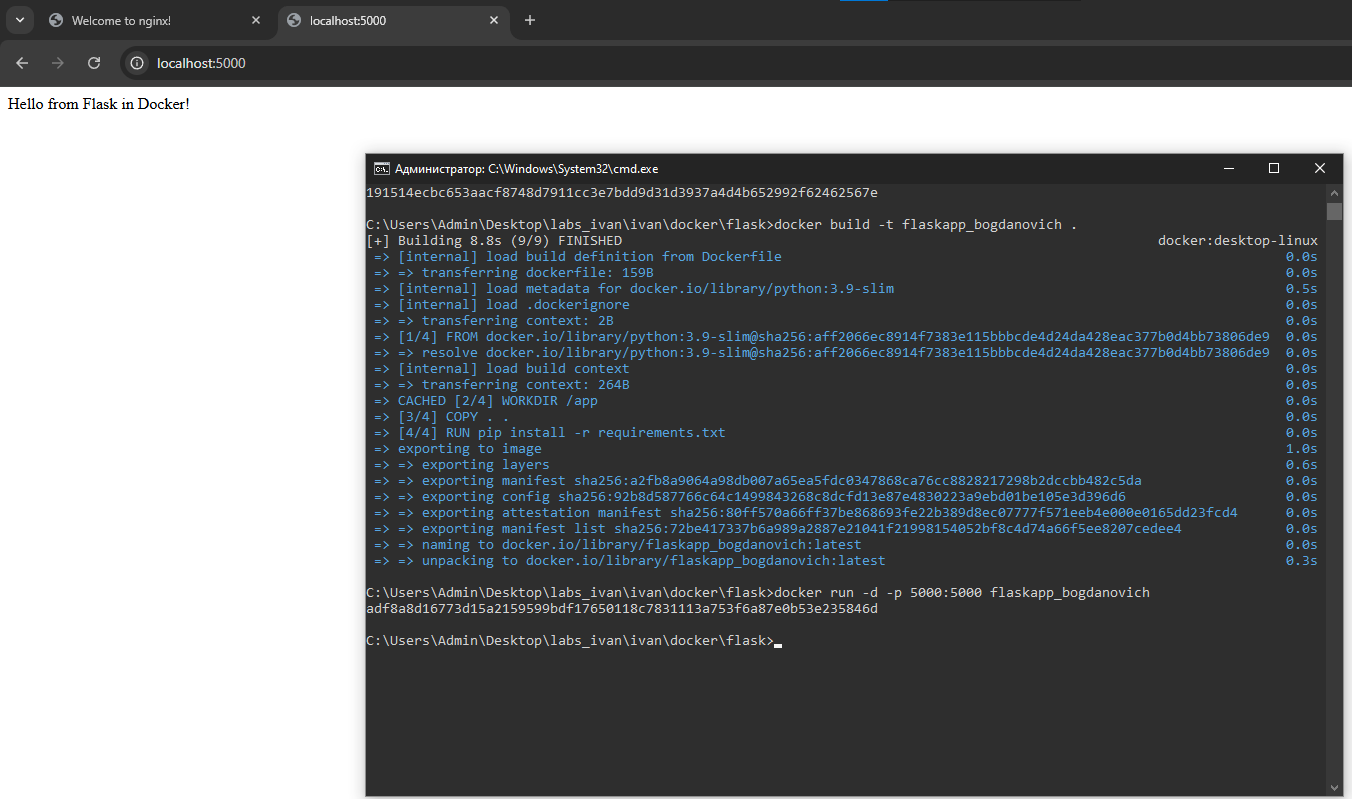 Welcome to nginx!
localhost:5000
localhost:5000
Hello from Flask in Docker!
Администратор: C:\Windows\System32\cmd.exe
191514ecbc653aacf8748d7911cc3e7bdd9d31d3937a4d4b652992f62462567e
C:\Users\Admin\Desktop\labs_ivan\ivan\docker\flask>docker build -t flaskapp_bogdanovich .
[+] Building 8.8s (9/9) FINISHED docker:desktop-linux
=> [internal] load build definition from Dockerfile 0.0s
=> => transferring dockerfile: 159B 0.0s
=> [internal] load metadata for docker.io/library/python:3.9-slim 0.5s
=> [internal] load .dockerignore 0.0s
=> => transferring context: 2B 0.0s
=> [1/4] FROM docker.io/library/python:3.9-slim@sha256:aff2066ec8914f7383e115bbbcde4d24da428eac377b0d4bb73806de9 0.0s
=> => resolve docker.io/library/python:3.9-slim@sha256:aff2066ec8914f7383e115bbbcde4d24da428eac377b0d4bb73806de9 0.0s
=> [internal] load build context 0.0s
=> => transferring context: 264B 0.0s
=> CACHED [2/4] WORKDIR /app 0.0s
=> [3/4] COPY . . 0.0s
=> [4/4] RUN pip install -r requirements.txt 0.0s
=> exporting to image 1.0s
=> => exporting layers 0.6s
=> => exporting manifest sha256:a2fb8a9064a98db007a65ea5fdc0347868ca76cc8828217298b2dccbb482c5da 0.0s
=> => exporting config sha256:92b8d587766c64c1499843268c8dcfd13e87e4830223a9ebd01be105e3d396d6 0.0s
=> => exporting attestation manifest sha256:80ff570a66ff37be868693fe22b389d8ec07777f571eeb4e000e0165dd23fcd4 0.0s
=> => exporting manifest list sha256:72be417337b6a989a2887e21041f21998154052bf8c4d74a66f5ee8207cedee4 0.0s
=> => naming to docker.io/library/flaskapp_bogdanovich:latest 0.0s
=> => unpacking to docker.io/library/flaskapp_bogdanovich:latest 0.3s
C:\Users\Admin\Desktop\labs_ivan\ivan\docker\flask>docker run -d -p 5000:5000 flaskapp_bogdanovich
adf8a8d16773d15a2159599bdf17650118c7831113a753f6a87e0b53e235846d
C:\Users\Admin\Desktop\labs_ivan\ivan\docker\flask>